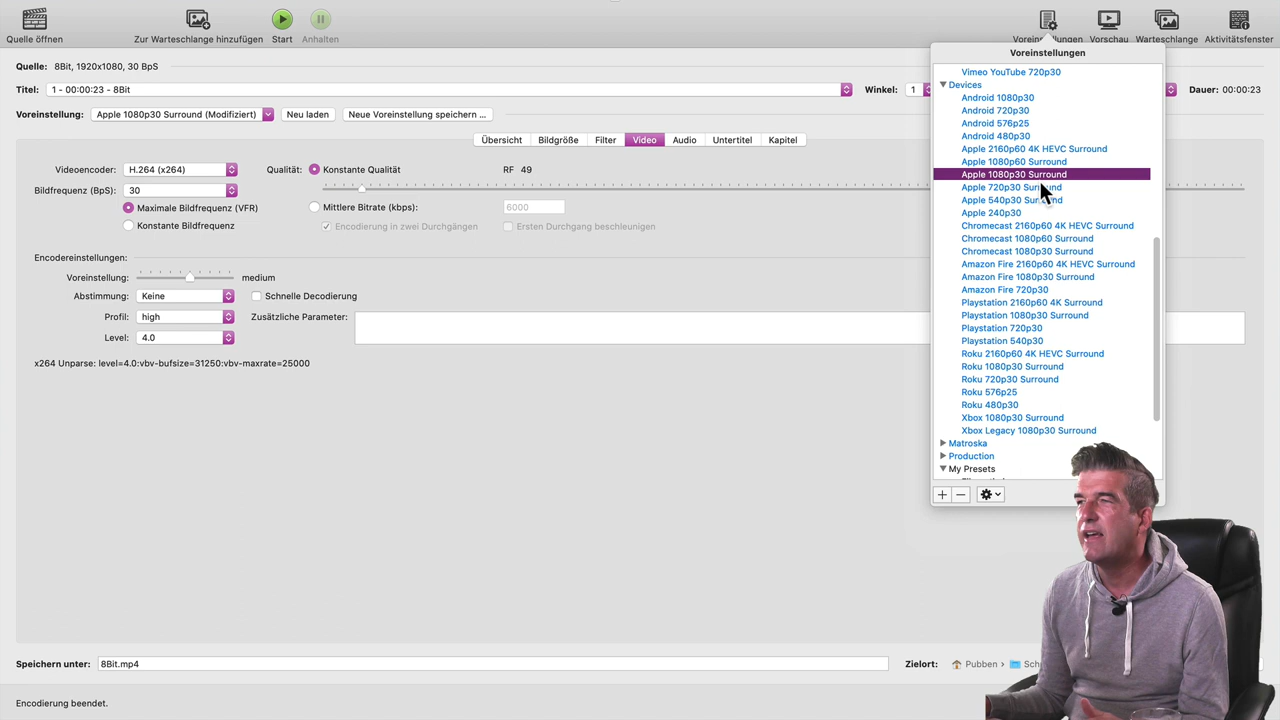 Quelle öffnen
Zur Warteschlange hinzufügen
Start
Anhalten
Voreinstellungen
Vorschau
Warteschlange
Aktivitätsfenster
Quelle: 8Bit, 1920x1080, 30 BpS
Titel: 1 - 00:00:23 - 8Bit
Winkel: 1
Dauer: 00:00:23
Voreinstellung: Apple 1080p30 Surround (Modifiziert) Neu laden Neue Voreinstellung speichern ...
Übersicht Bildgröße Filter Video Audio Untertitel Kapitel
Videoencoder: H.264 (x264)
Bildfrequenz (BpS): 30
Maximale Bildfrequenz (VFR)
Konstante Bildfrequenz
Qualität: Konstante Qualität RF 49
6000
Encodierung in zwei Durchgängen
Ersten Durchgang beschleunigen
Encodereinstellungen:
Voreinstellung: medium
Abstimmung: Keine Schnelle Decodierung
Profil: high Zusätzliche Parameter:
Level: 4.0
x264 Unparse: level=4.0:vbv-bufsize=31250:vbv-maxrate=25000
Voreinstellungen
Vimeo YouTube 720p30
Devices
Android 1080p30
Android 720p30
Android 576p25
Android 480p30
Apple 2160p60 4K HEVC Surround
Apple 1080p60 Surround
Apple 1080p30 Surround
Apple 720p30 Surround
Apple 540p30 Surround
Apple 240p30
Chromecast 2160p60 4K HEVC Surround
Chromecast 1080p60 Surround
Chromecast 1080p30 Surround
Amazon Fire 2160p60 4K HEVC Surround
Amazon Fire 1080p30 Surround
Amazon Fire 720p30
Playstation 2160p60 4K Surround
Playstation 1080p30 Surround
Playstation 720p30
Playstation 540p30
Roku 2160p60 4K HEVC Surround
Roku 1080p30 Surround
Roku 720p30 Surround
Roku 576p25
Roku 480p30
Xbox 1080p30 Surround
Xbox Legacy 1080p30 Surround
Matroska
Production
My Presets
Speichern unter: 8Bit.mp4
Zielort: Pubben
Encodierung beendet.